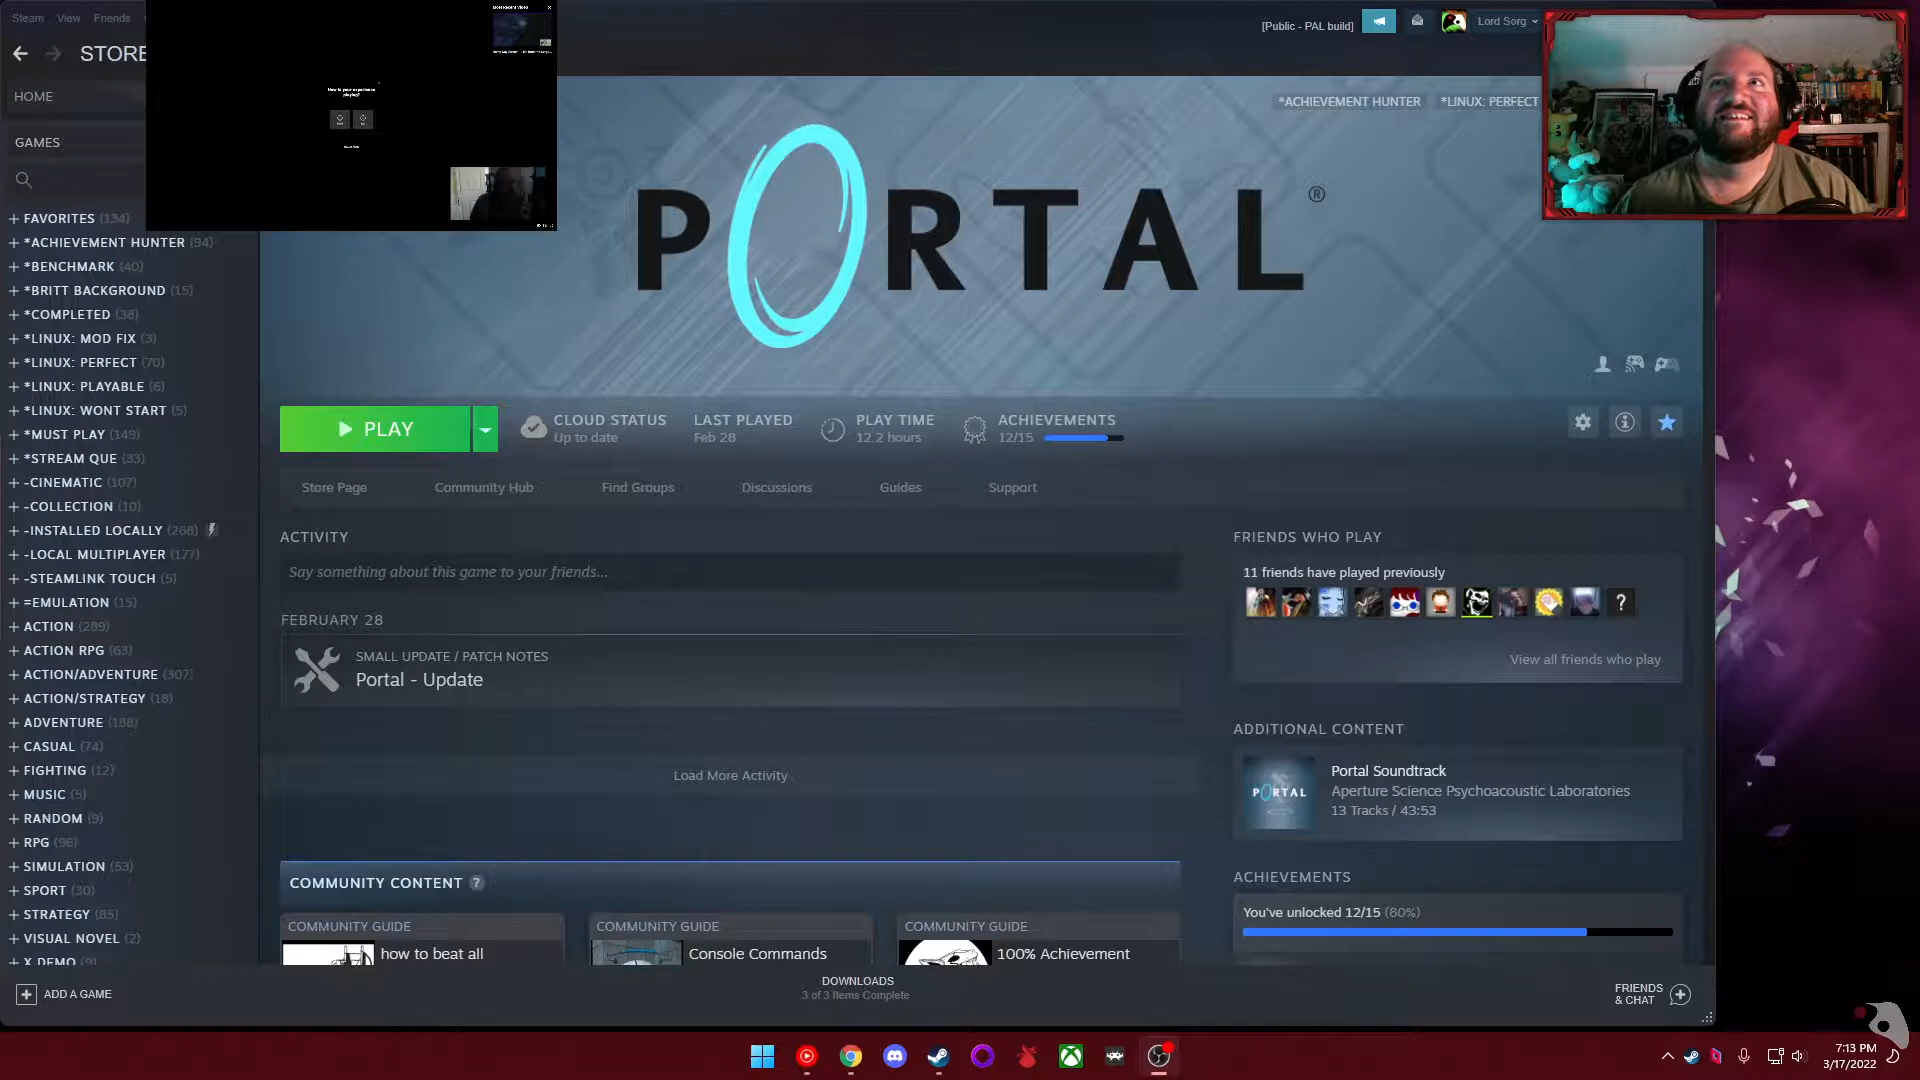 Steam View Friends
[Public - PAL build]
Lord Sorg
STORE
HOME
GAMES
How is your experience
playing?
*ACHIEVEMENT HUNTER *LINUX: PERFECT
PORTAL®
+ FAVORITES (134)
+ *ACHIEVEMENT HUNTER (94)
+ *BENCHMARK (40)
+ *BRITT BACKGROUND (15)
+ *COMPLETED (38)
+ *LINUX: MOD FIX (3)
+ *LINUX: PERFECT (70)
+ *LINUX: PLAYABLE (6)
+ *LINUX: WONT START (5)
+ *MUST PLAY (149)
+ *STREAM QUE (33)
+ -CINEMATIC (107)
+ -COLLECTION (10)
+ -INSTALLED LOCALLY (268)
+ -LOCAL MULTIPLAYER (177)
+ -STEAMLINK TOUCH (5)
+ =EMULATION (15)
+ ACTION (289)
+ ACTION RPG (63)
+ ACTION/ADVENTURE (307)
+ ACTION/STRATEGY (18)
+ ADVENTURE (188)
+ CASUAL (74)
+ FIGHTING (12)
+ MUSIC (5)
+ RANDOM (9)
+ RPG (96)
+ SIMULATION (53)
+ SPORT (30)
+ STRATEGY (85)
+ VISUAL NOVEL (2)
+ X DEMO (9)
PLAY
CLOUD STATUS
Up to date
LAST PLAYED
Feb 28
PLAY TIME
12.2 hours
ACHIEVEMENTS
12/15
Store Page Community Hub Find Groups Discussions Guides Support
ACTIVITY
Say something about this game to your friends...
FEBRUARY 28
SMALL UPDATE / PATCH NOTES
Portal - Update
Load More Activity
COMMUNITY CONTENT ?
COMMUNITY GUIDE
how to beat all
COMMUNITY GUIDE
Console Commands
COMMUNITY GUIDE
100% Achievement
FRIENDS WHO PLAY
11 friends have played previously
?
View all friends who play
ADDITIONAL CONTENT
PORTAL
Portal Soundtrack
Aperture Science Psychoacoustic Laboratories
13 Tracks / 43:53
ACHIEVEMENTS
You've unlocked 12/15 (80%)
+ ADD A GAME
DOWNLOADS
3 of 3 Items Complete
FRIENDS
& CHAT
7:13 PM
3/17/2022